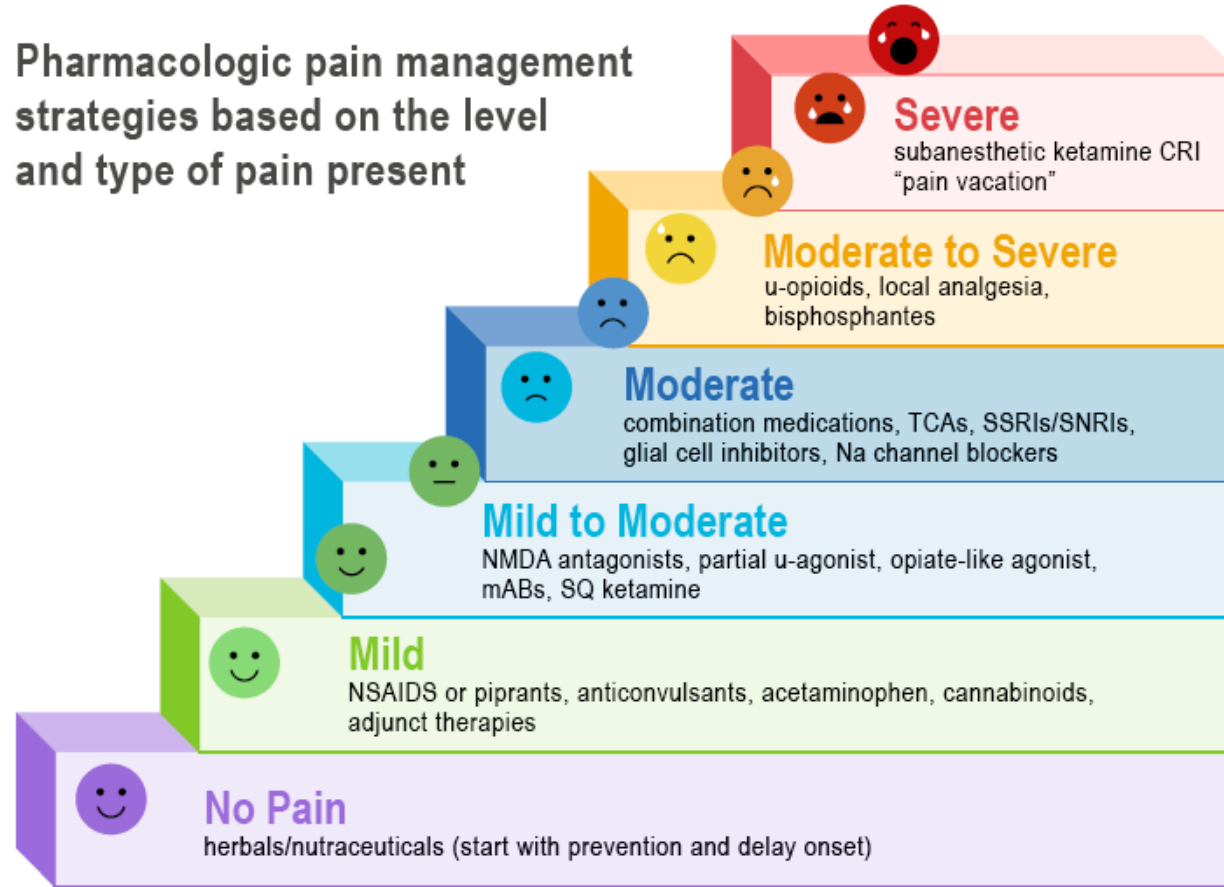 Pharmacologic pain management
strategies based on the level
and type of pain present
Severe
subanesthetic ketamine CRI
“pain vacation”
Moderate to Severe
u-opioids, local analgesia,
bisphosphantes
Moderate
combination medications, TCAs, SSRIs/SNRIs,
glial cell inhibitors, Na channel blockers
Mild to Moderate
NMDA antagonists, partial u-agonist, opiate-like agonist,
mABs, SQ ketamine
Mild
NSAIDS or piprants, anticonvulsants, acetaminophen, cannabinoids,
adjunct therapies
No Pain
herbals/nutraceuticals (start with prevention and delay onset)